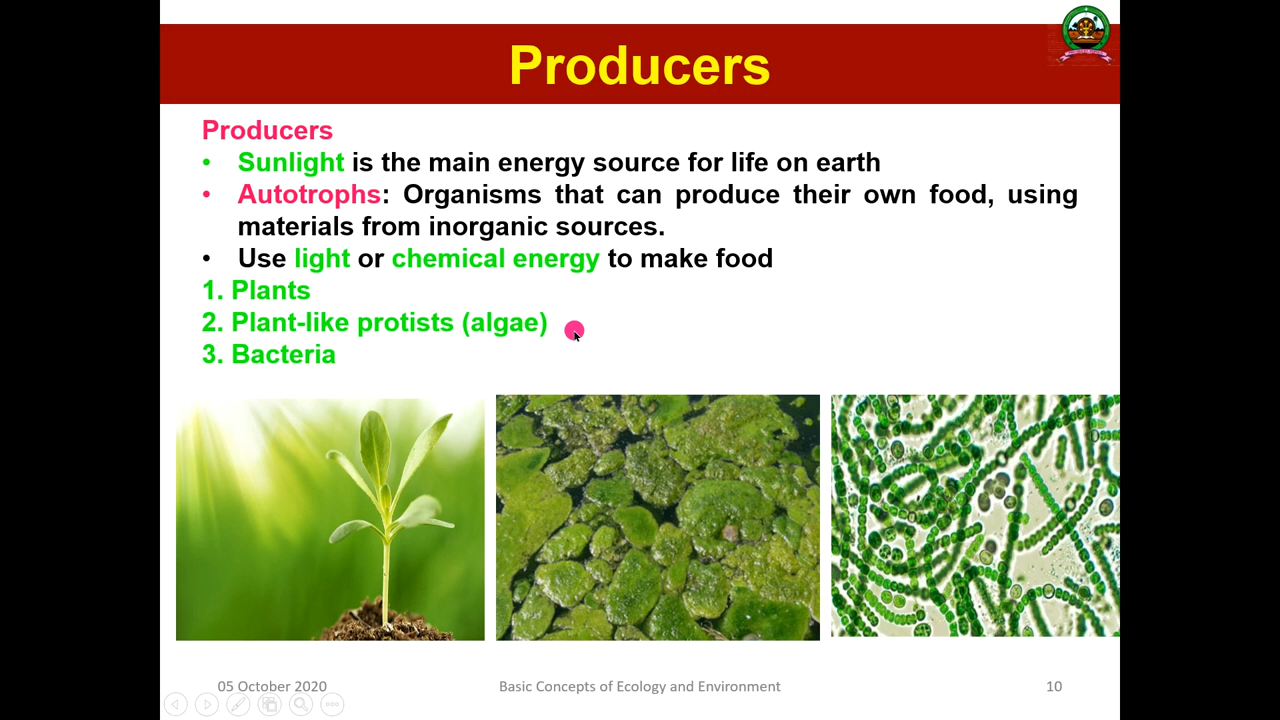 Producers
Producers
• Sunlight is the main energy source for life on earth
• Autotrophs: Organisms that can produce their own food, using
materials from inorganic sources.
• Use light or chemical energy to make food
1. Plants
2. Plant-like protists (algae)
3. Bacteria
05 October 2020
Basic Concepts of Ecology and Environment
10